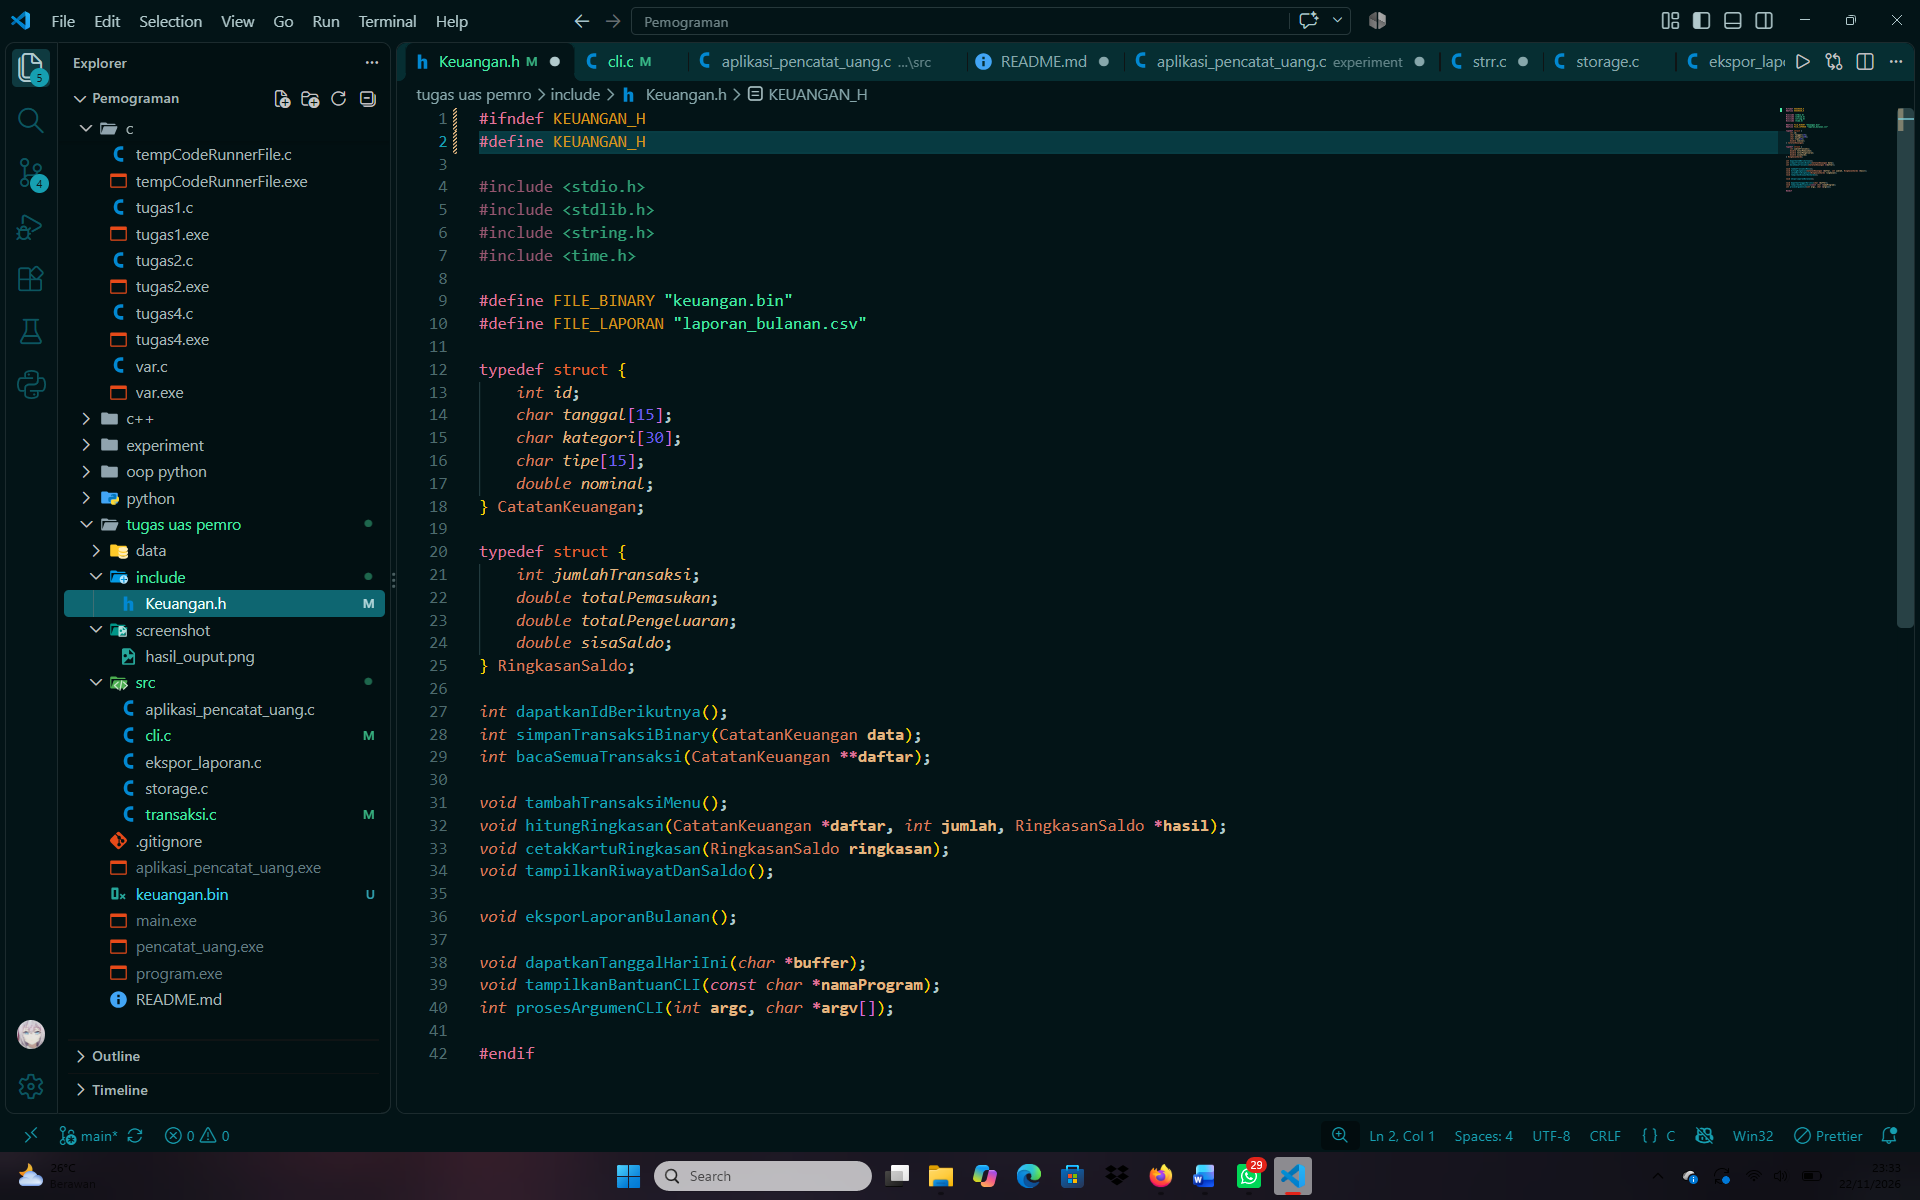 File Edit Selection View Go Run Terminal Help
Pemograman
Explorer
Keuangan.h M
cli.c M
aplikasi_pencatat_uang.c ...\src
README.md
aplikasi_pencatat_uang.c experiment
strr.c
storage.c
ekspor_lapo
tugas uas pemro > include > h Keuangan.h > KEUANGAN_H
5
4
Pemograman
c
tempCodeRunnerFile.c
tempCodeRunnerFile.exe
tugas1.c
tugas1.exe
tugas2.c
tugas2.exe
tugas4.c
tugas4.exe
var.c
var.exe
c++
experiment
oop python
python
tugas uas pemro
data
include
h Keuangan.h M
screenshot
hasil_ouput.png
src
aplikasi_pencatat_uang.c
cli.c M
ekspor_laporan.c
storage.c
transaksi.c M
.gitignore
aplikasi_pencatat_uang.exe
keuangan.bin U
main.exe
pencatat_uang.exe
program.exe
README.md
Outline
Timeline
1 #ifndef KEUANGAN_H
2 #define KEUANGAN_H
3
4 #include <stdio.h>
5 #include <stdlib.h>
6 #include <string.h>
7 #include <time.h>
8
9 #define FILE_BINARY "keuangan.bin"
10 #define FILE_LAPORAN "laporan_bulanan.csv"
11
12 typedef struct {
13 int id;
14 char tanggal[15];
15 char kategori[30];
16 char tipe[15];
17 double nominal;
18 } CatatanKeuangan;
19
20 typedef struct {
21 int jumlahTransaksi;
22 double totalPemasukan;
23 double totalPengeluaran;
24 double sisaSaldo;
25 } RingkasanSaldo;
26
27 int dapatkanIdBerikutnya();
28 int simpanTransaksiBinary(CatatanKeuangan data);
29 int bacaSemuaTransaksi(CatatanKeuangan **daftar);
30
31 void tambahTransaksiMenu();
32 void hitungRingkasan(CatatanKeuangan *daftar, int jumlah, RingkasanSaldo *hasil);
33 void cetakKartuRingkasan(RingkasanSaldo ringkasan);
34 void tampilkanRiwayatDanSaldo();
35
36 void eksporLaporanBulanan();
37
38 void dapatkanTanggalHariIni(char *buffer);
39 void tampilkanBantuanCLI(const char *namaProgram);
40 int prosesArgumenCLI(int argc, char *argv[]);
41
42 #endif
main* 0 0
Ln 2, Col 1 Spaces: 4 UTF-8 CRLF { } C Win32 Prettier
26°C
Berawan
Search
29
23:33
22/11/2026